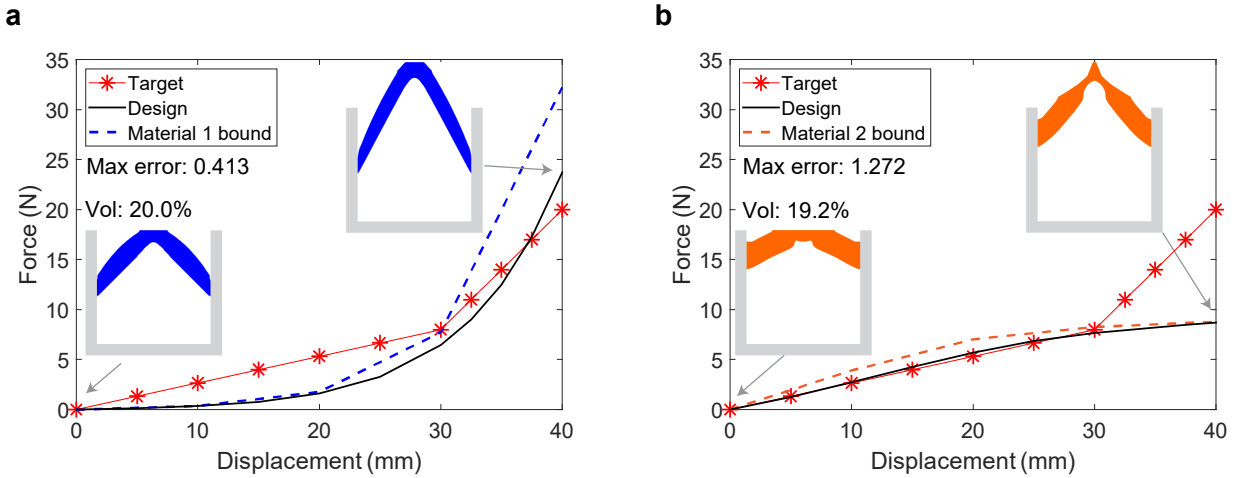 a
35
30
25
20
15
10
5
0
Force (N)
Target
Design
Material 1 bound
Max error: 0.413
Vol: 20.0%
0
10
20
30
40
Displacement (mm)
b
35
30
25
20
15
10
5
0
Force (N)
Target
Design
Material 2 bound
Max error: 1.272
Vol: 19.2%
0
10
20
30
40
Displacement (mm)